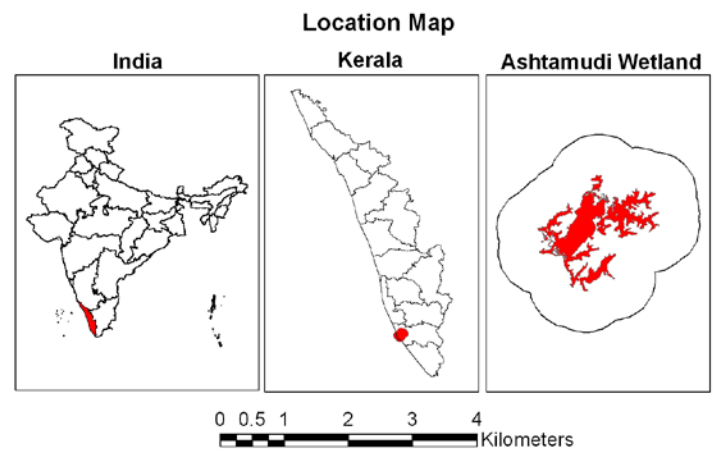 Location Map
India
Kerala
Ashtamudi Wetland
0 0.5 1 2 3 4
Kilometers